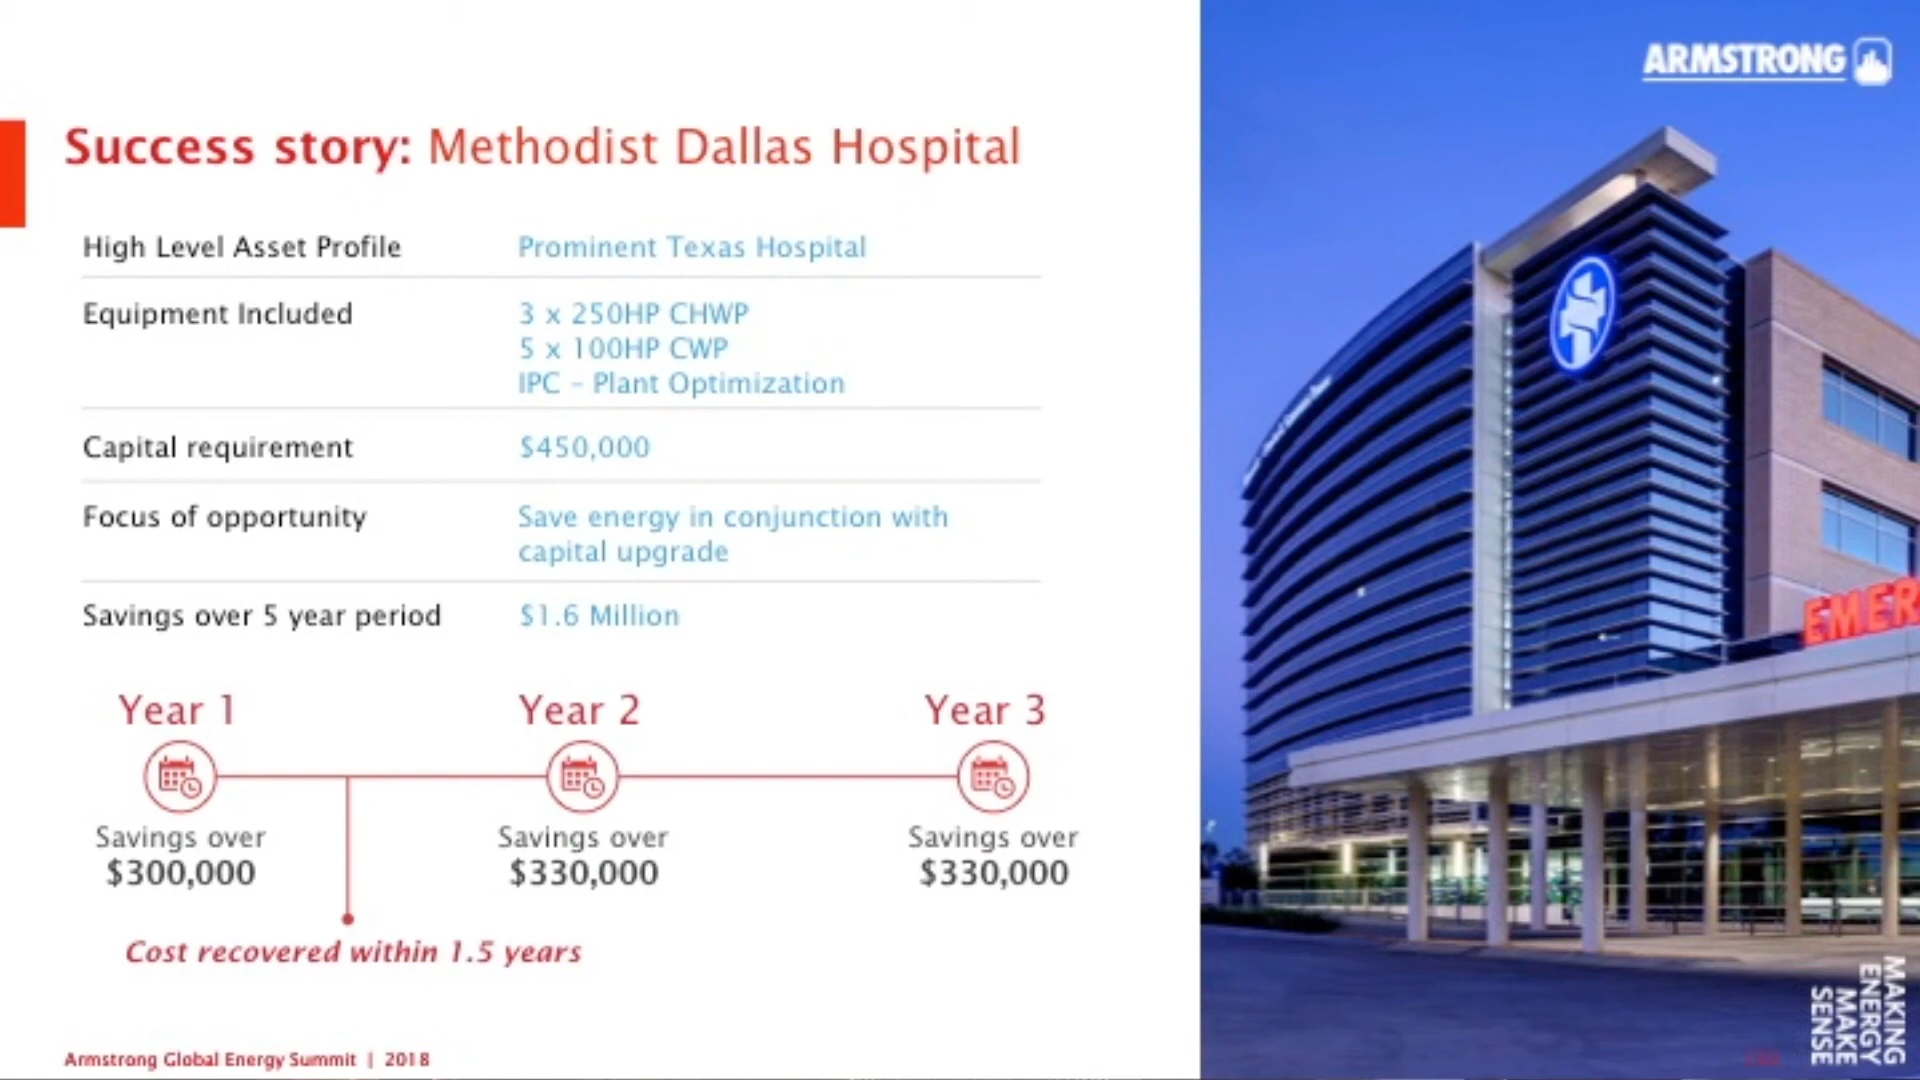 ARMSTRONG
Success story: Methodist Dallas Hospital
High Level Asset Profile
Prominent Texas Hospital
Equipment Included
3 x 250HP CHWP
5 x 100HP CWP
IPC – Plant Optimization
Capital requirement
$450,000
Focus of opportunity
Save energy in conjunction with
capital upgrade
Savings over 5 year period
$1.6 Million
Year 1
Year 2
Year 3
Savings over
$300,000
Savings over
$330,000
Savings over
$330,000
Cost recovered within 1.5 years
Armstrong Global Energy Summit | 2018
EMER
MAKING
ENERGY
MAKE
SENSE